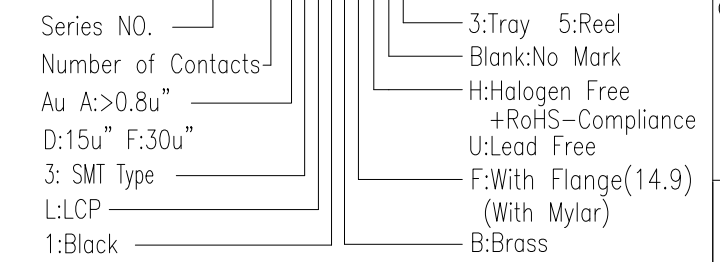 Series NO.
Number of Contacts
Au A:>0.8u"
D:15u" F:30u"
3: SMT Type
L:LCP
1:Black
3:Tray 5:Reel
Blank:No Mark
H:Halogen Free
+RoHS-Compliance
U:Lead Free
F:With Flange(14.9)
(With Mylar)
B:Brass